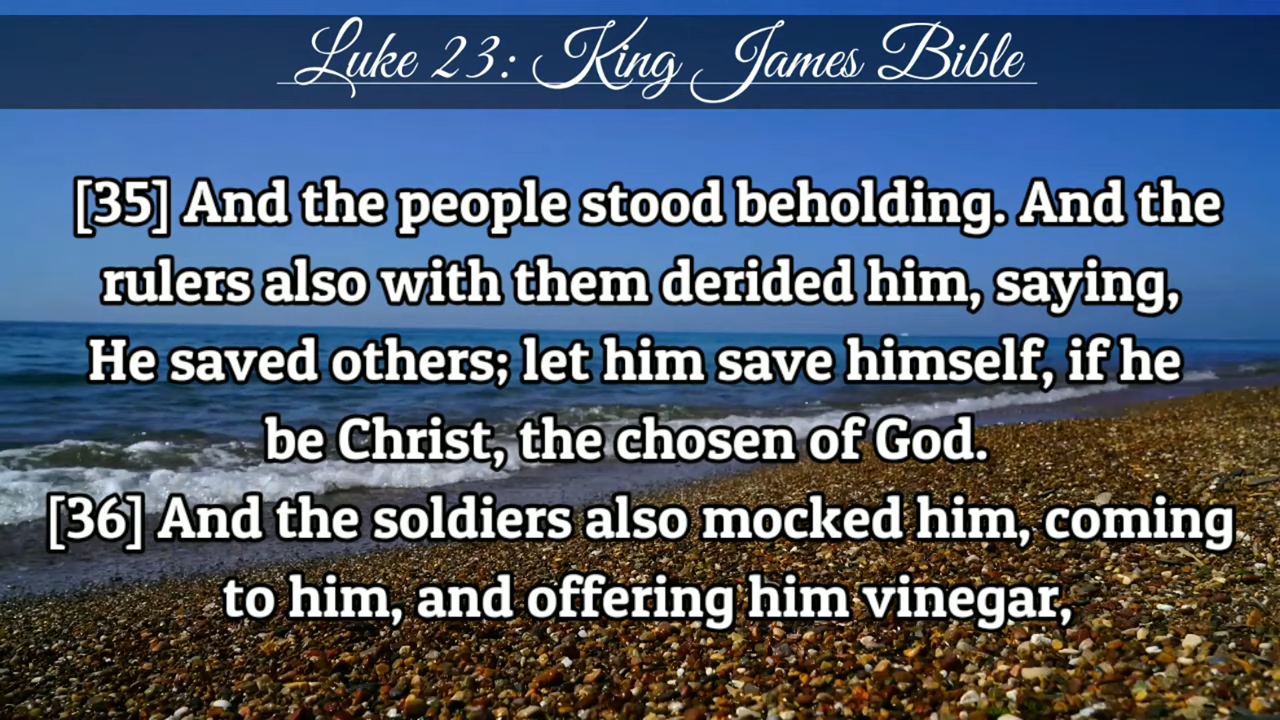 Luke 23: King James Bible
[35] And the people stood beholding. And the
rulers also with them derided him, saying,
He saved others; let him save himself, if he
be Christ, the chosen of God.
[36] And the soldiers also mocked him, coming
to him, and offering him vinegar,